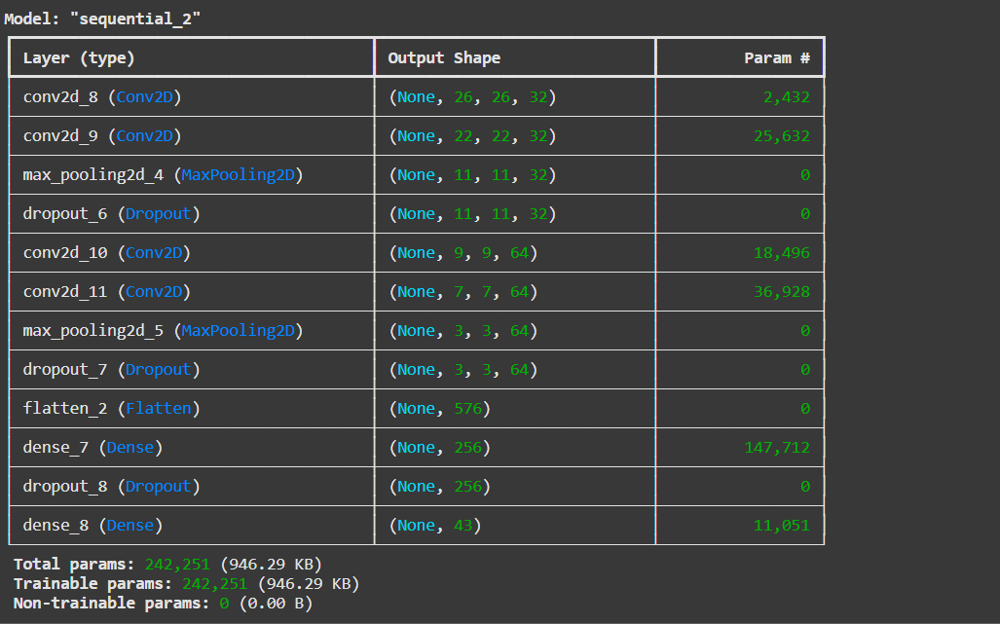 Model: "sequential_2"
Layer (type) Output Shape Param #
conv2d_8 (Conv2D) (None, 26, 26, 32) 2,432
conv2d_9 (Conv2D) (None, 22, 22, 32) 25,632
max_pooling2d_4 (MaxPooling2D) (None, 11, 11, 32) 0
dropout_6 (Dropout) (None, 11, 11, 32) 0
conv2d_10 (Conv2D) (None, 9, 9, 64) 18,496
conv2d_11 (Conv2D) (None, 7, 7, 64) 36,928
max_pooling2d_5 (MaxPooling2D) (None, 3, 3, 64) 0
dropout_7 (Dropout) (None, 3, 3, 64) 0
flatten_2 (Flatten) (None, 576) 0
dense_7 (Dense) (None, 256) 147,712
dropout_8 (Dropout) (None, 256) 0
dense_8 (Dense) (None, 43) 11,051
Total params: 242,251 (946.29 KB)
Trainable params: 242,251 (946.29 KB)
Non-trainable params: 0 (0.00 B)